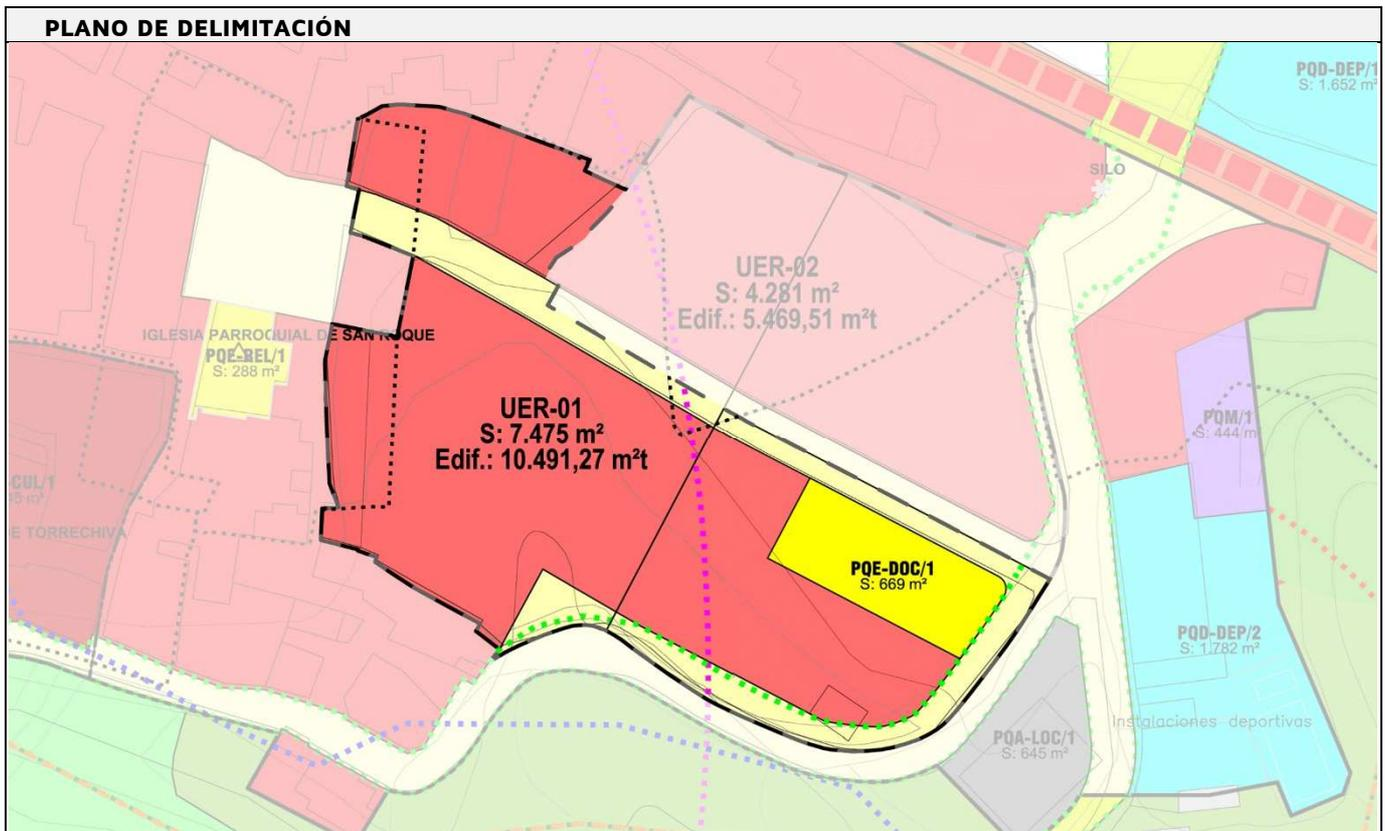 PLANO DE DELIMITACIÓN
PQD-DEP/1
S: 1.652 m²
SILO
UER-02
S: 4.281 m²
Edif.: 5.469,51 m²t
IGLESIA PARROQUIAL DE SAN ROQUE
PQE-REL/1
S: 288 m²
UER-01
S: 7.475 m²
Edif.: 10.491,27 m²t
PQM/1
S: 444 m
-CUL/1
DE TORRECHIVA
PQE-DOC/1
S: 669 m²
PQD-DEP/2
S: 1.782 m²
Instalaciones deportivas
PQA-LOC/1
S: 645 m²